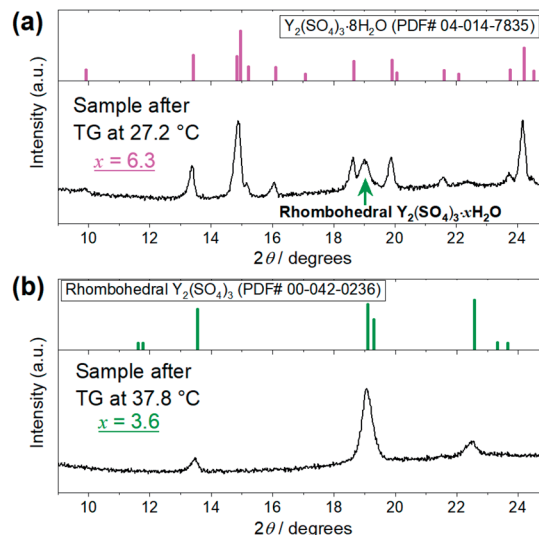 (a)
Y₂(SO₄)₃·8H₂O (PDF# 04-014-7835)
Intensity (a.u.)
Sample after
TG at 27.2 °C
x = 6.3
Rhombohedral Y₂(SO₄)₃·xH₂O
10 12 14 16 18 20 22 24
2θ / degrees
(b)
Rhombohedral Y₂(SO₄)₃ (PDF# 00-042-0236)
Intensity (a.u.)
Sample after
TG at 37.8 °C
x = 3.6
10 12 14 16 18 20 22 24
2θ / degrees